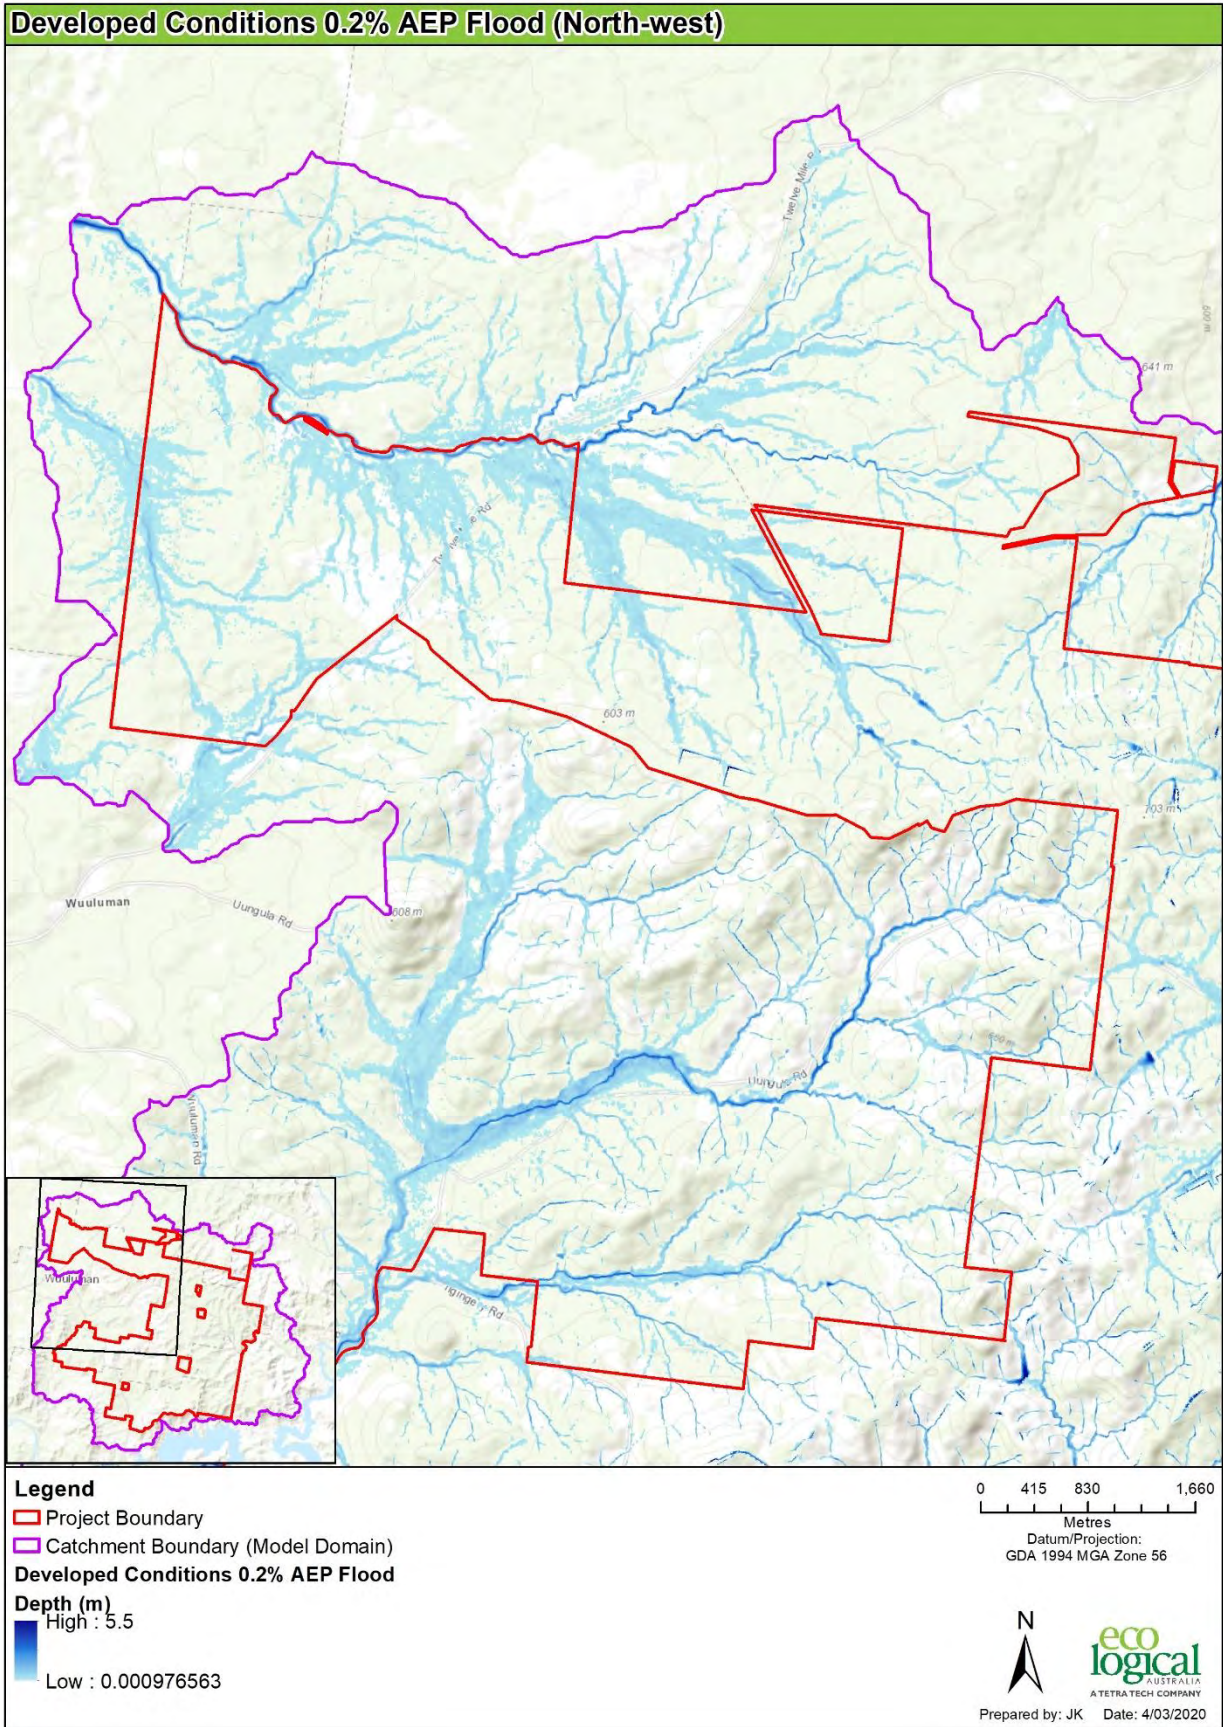 Developed Conditions 0.2% AEP Flood (North-west)
600 m
641 m
603 m
703 m
Wuuluman
Uungula Rd
608 m
Uungula Rd
Wuuluman Rd
Wuuluman
Legend
Project Boundary
Catchment Boundary (Model Domain)
Developed Conditions 0.2% AEP Flood
Depth (m)
High : 5.5
Low : 0.000976563
0 415 830 1,660
Metres
Datum/Projection:
GDA 1994 MGA Zone 56
N
eco
logical
AUSTRALIA
A TETRA TECH COMPANY
Prepared by: JK Date: 4/03/2020